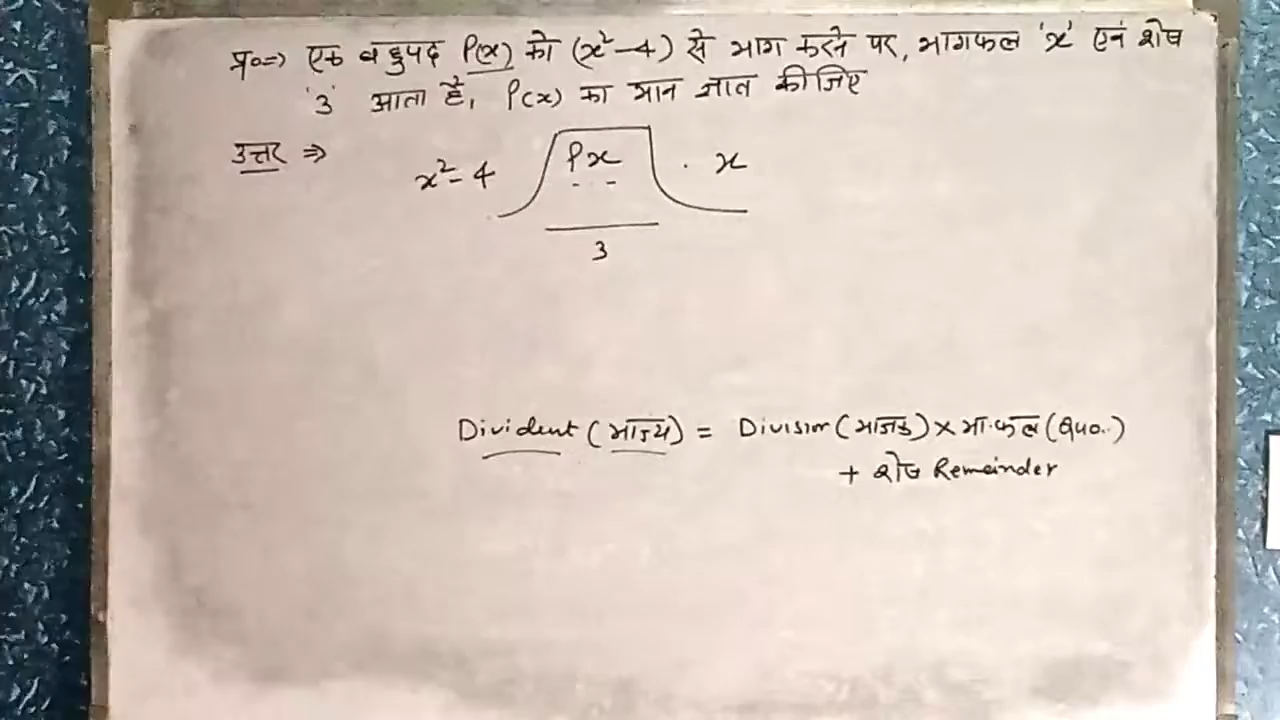 प्र०=> एक बहुपद P(x) को (x²-4) से भाग करने पर, भागफल 'x' एवं शेष
'3' आता है, P(x) का मान ज्ञात कीजिए
उत्तर ⇒
x²-4 Px x
3
Divident (भाज्य) = Division (भाजक) × भा.फल (Quo..)
+ शेष Remainder